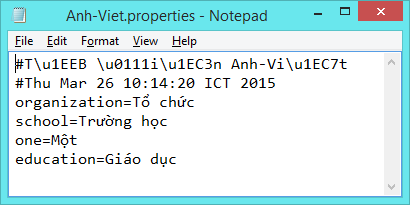 Anh-Viet.properties - Notepad
File Edit Format View Help
#T\u1EEB \u0111i\u1EC3n Anh-Vi\u1EC7t
#Thu Mar 26 10:14:20 ICT 2015
organization=Tổ chức
school=Trường học
one=Một
education=Giáo dục